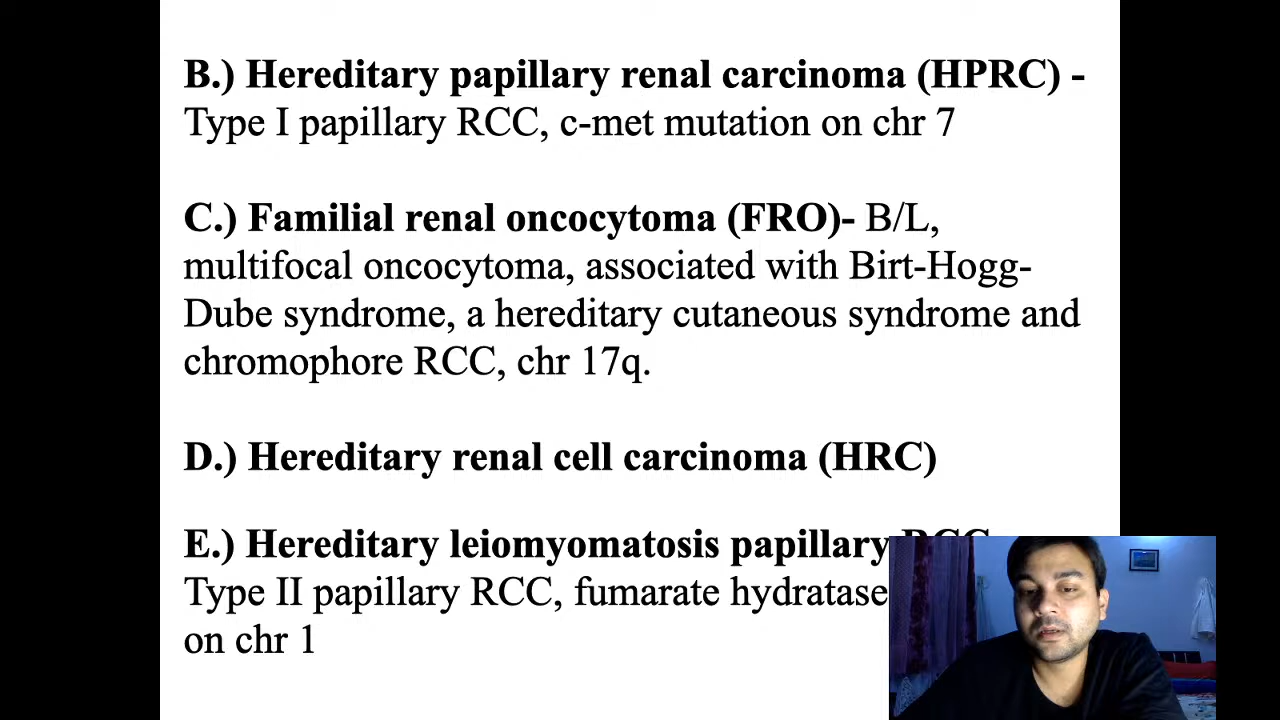 B.) Hereditary papillary renal carcinoma (HPRC) -
Type I papillary RCC, c-met mutation on chr 7
C.) Familial renal oncocytoma (FRO)- B/L,
multifocal oncocytoma, associated with Birt-Hogg-
Dube syndrome, a hereditary cutaneous syndrome and
chromophore RCC, chr 17q.
D.) Hereditary renal cell carcinoma (HRC)
E.) Hereditary leiomyomatosis papillary RCC
Type II papillary RCC, fumarate hydratase
on chr 1